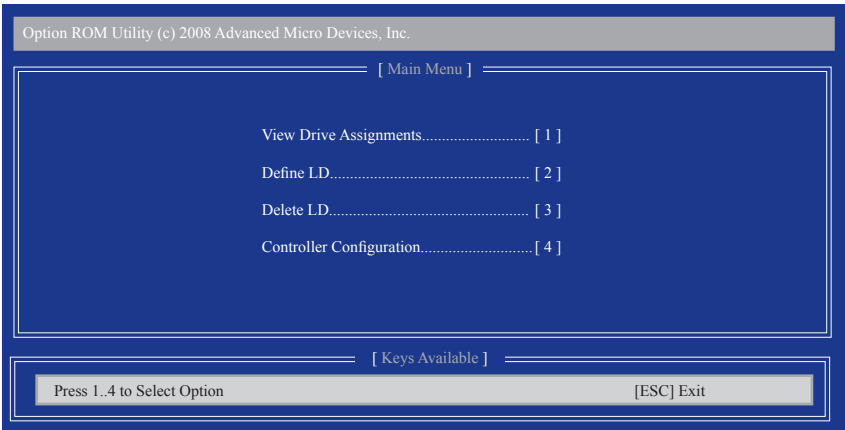 Option ROM Utility (c) 2008 Advanced Micro Devices, Inc.
[ Main Menu ]
View Drive Assignments........................... [ 1 ]
Define LD.................................................. [ 2 ]
Delete LD.................................................. [ 3 ]
Controller Configuration............................[ 4 ]
[ Keys Available ]
Press 1..4 to Select Option [ESC] Exit